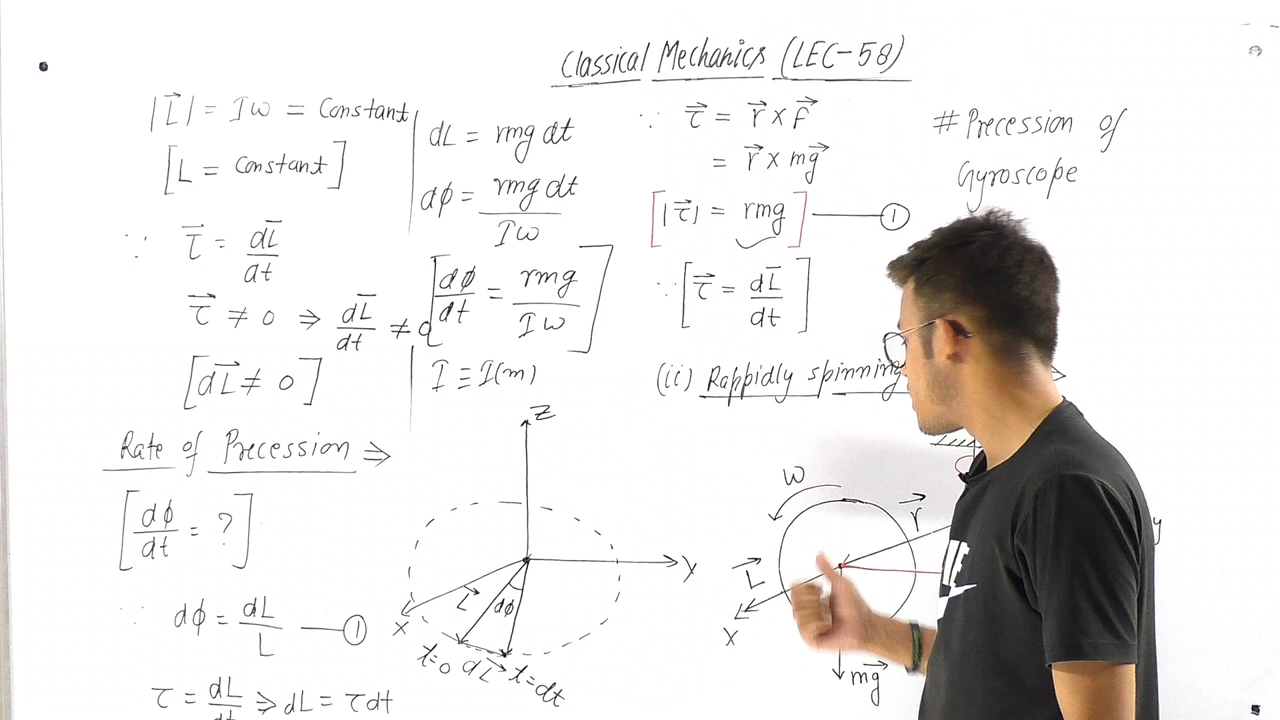 Classical Mechanics (LEC-58)
|L⃗| = Iω = Constant
[L = Constant]
∵ τ⃗ = dL̄/dt
τ⃗ ≠ 0 ⇒ dL̄/dt ≠ 0
[dL⃗ ≠ 0]
Rate of Precession ⇒
[dϕ/dt = ?]
∵ dϕ = dL/L —— ①
τ = dL/dt ⇒ dL = τdt
dL = rmg dt
dϕ = rmg dt/Iω
[dϕ/dt = rmg/Iω]
I ≡ I(m)
Z
Y
X
L⃗
dϕ
t=0 dL⃗ t=dt
∵ τ⃗ = r⃗ × F⃗
= r⃗ × mg⃗
[|τ⃗| = rmg] —— ①
∵ [τ⃗ = dL̄/dt]
(ii) Rappidly spinning
# Precession of
Gyroscope
ω
r⃗
y
L⃗
X
mg⃗